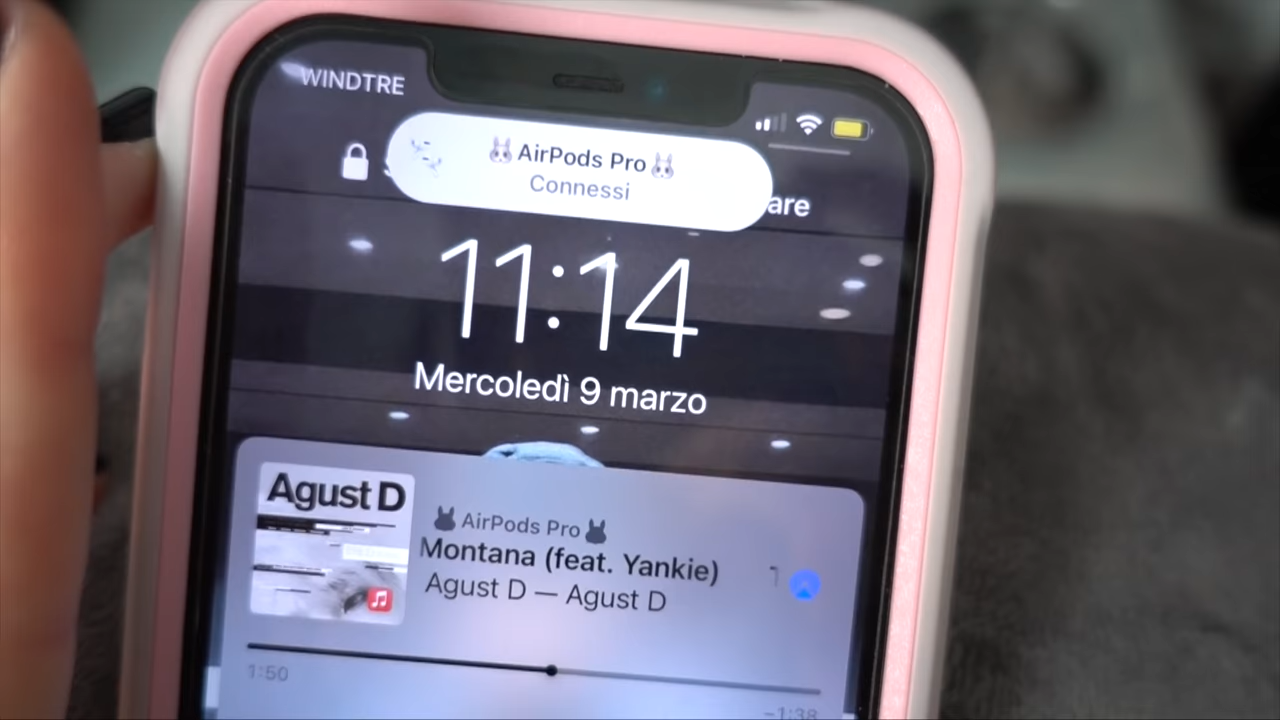 WINDTRE
AirPods Pro
Connessi
are
11:14
Mercoledì 9 marzo
Agust D
AirPods Pro
Montana (feat. Yankie)
Agust D — Agust D
1:50
-1:38